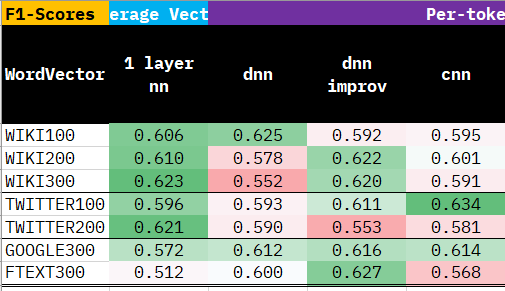 F1-Scores erage Vect Per-toke
WordVector 1 layer nn dnn dnn improv cnn
WIKI100 0.606 0.625 0.592 0.595
WIKI200 0.610 0.578 0.622 0.601
WIKI300 0.623 0.552 0.620 0.591
TWITTER100 0.596 0.593 0.611 0.634
TWITTER200 0.621 0.590 0.553 0.581
GOOGLE300 0.572 0.612 0.616 0.614
FTEXT300 0.512 0.600 0.627 0.568